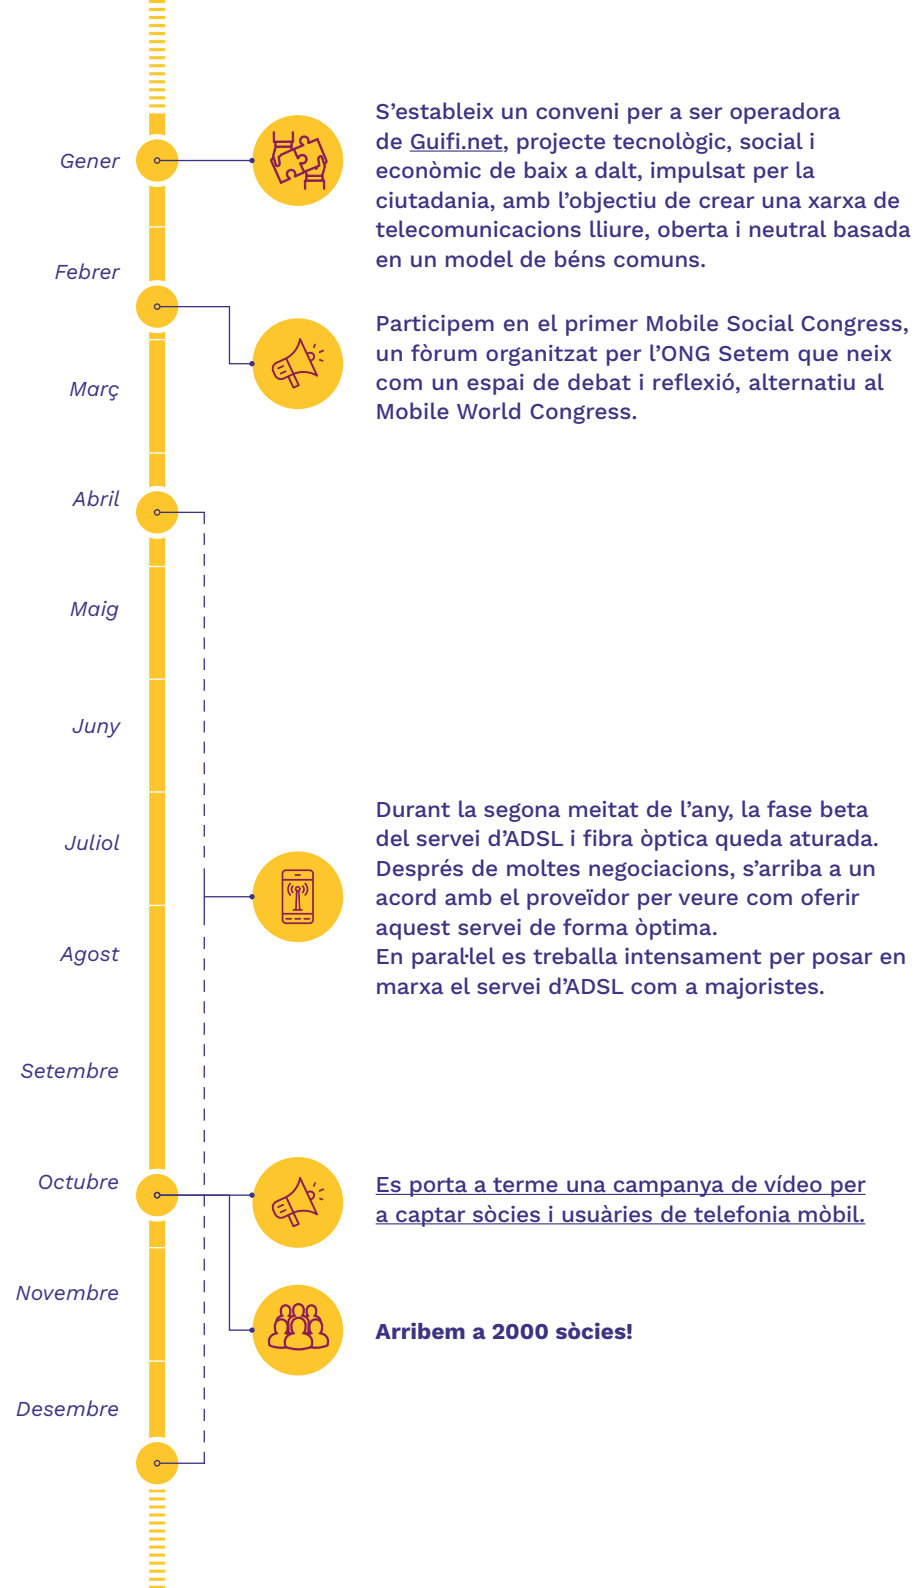 Gener
S’estableix un conveni per a ser operadora
de Guifi.net, projecte tecnològic, social i
econòmic de baix a dalt, impulsat per la
ciutadania, amb l’objectiu de crear una xarxa de
telecomunicacions lliure, oberta i neutral basada
en un model de béns comuns.
Febrer
Participem en el primer Mobile Social Congress,
un fòrum organitzat per l’ONG Setem que neix
com un espai de debat i reflexió, alternatiu al
Mobile World Congress.
Març
Abril
Maig
Juny
Juliol
Durant la segona meitat de l’any, la fase beta
del servei d’ADSL i fibra òptica queda aturada.
Després de moltes negociacions, s’arriba a un
acord amb el proveïdor per veure com oferir
aquest servei de forma òptima.
En paral·lel es treballa intensament per posar en
marxa el servei d’ADSL com a majoristes.
Agost
Setembre
Octubre
Es porta a terme una campanya de vídeo per
a captar sòcies i usuàries de telefonia mòbil.
Novembre
Arribem a 2000 sòcies!
Desembre